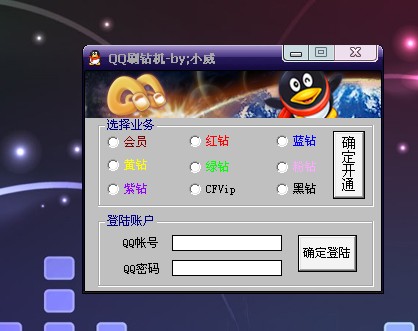 QQ刷钻机-by;小威
选择业务
会员 红钻 蓝钻
黄钻 绿钻 粉钻
紫钻 CFVip 黑钻
确定开通
登陆账户
QQ帐号
QQ密码
确定登陆